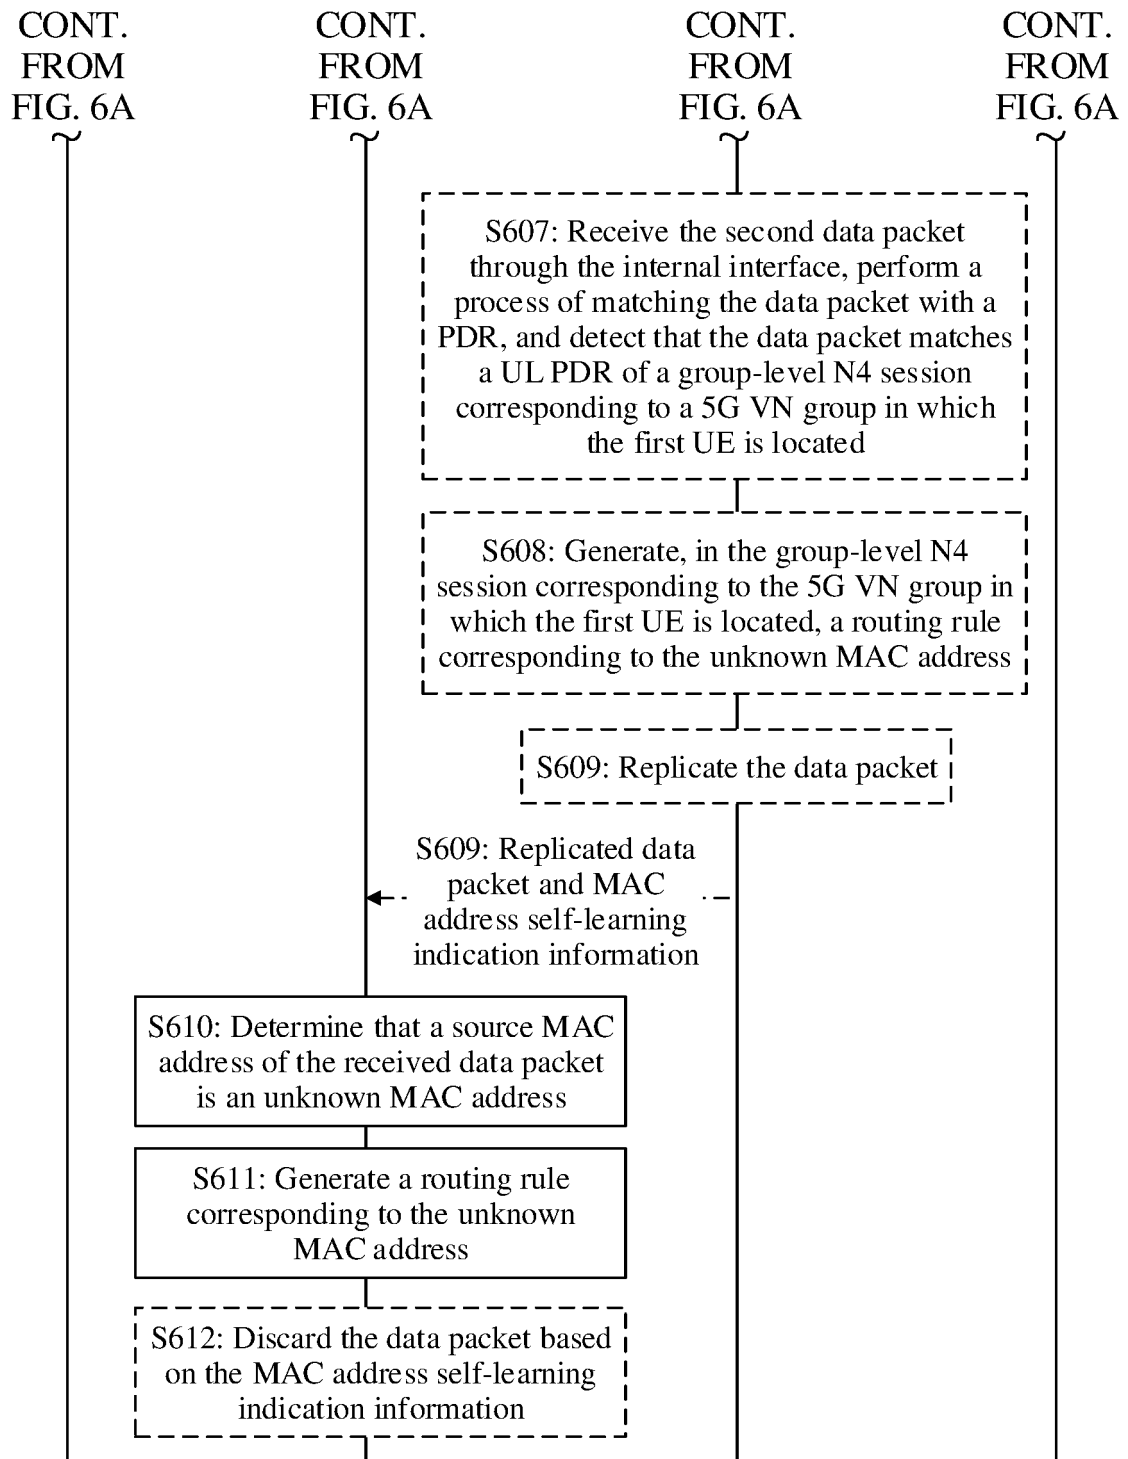 CONT.
FROM
FIG. 6A
CONT.
FROM
FIG. 6A
CONT.
FROM
FIG. 6A
CONT.
FROM
FIG. 6A
S607: Receive the second data packet
through the internal interface, perform a
process of matching the data packet with a
PDR, and detect that the data packet matches
a UL PDR of a group-level N4 session
corresponding to a 5G VN group in which
the first UE is located
S608: Generate, in the group-level N4
session corresponding to the 5G VN group in
which the first UE is located, a routing rule
corresponding to the unknown MAC address
S609: Replicate the data packet
S609: Replicated data
packet and MAC
address self-learning
indication information
S610: Determine that a source MAC
address of the received data packet
is an unknown MAC address
S611: Generate a routing rule
corresponding to the unknown
MAC address
S612: Discard the data packet based
on the MAC address self-learning
indication information